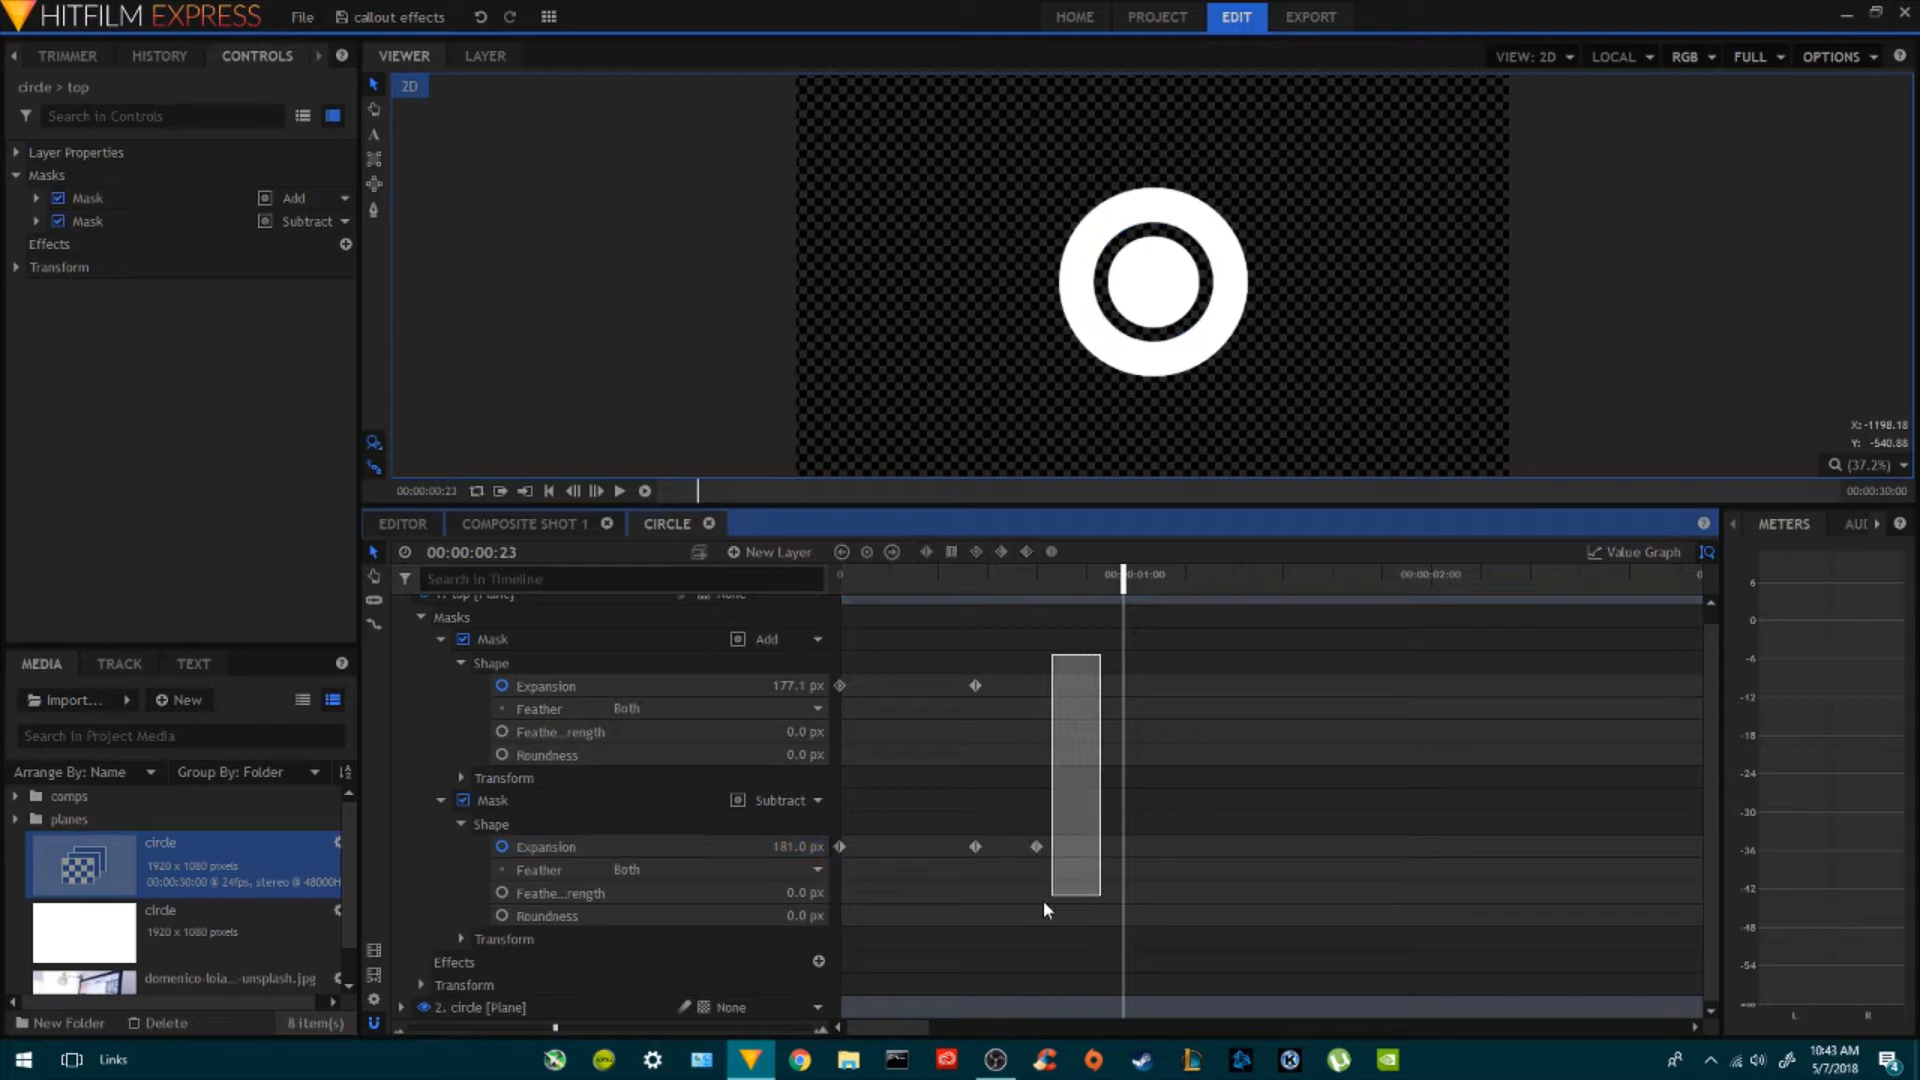 HITFILM EXPRESS
File
callout effects
HOME
PROJECT
EDIT
EXPORT
TRIMMER
HISTORY
CONTROLS
VIEWER
LAYER
VIEW: 2D
LOCAL
RGB
FULL
OPTIONS
circle > top
2D
Search in Controls
Layer Properties
Masks
Mask
Add
Mask
Subtract
Effects
Transform
X: -1198.18
Y: -540.88
(37.2%)
00:00:00:23
00:00:30:00
EDITOR
COMPOSITE SHOT 1
CIRCLE
METERS
00:00:00:23
New Layer
Value Graph
Search in Timeline
0
00:00:01:00
00:00:02:00
0
1. top [Plane]
None
Masks
Mask
Add
Shape
Expansion
177.1 px
Feather
Both
Feathe...rength
0.0 px
Roundness
0.0 px
Transform
Mask
Subtract
Shape
Expansion
181.0 px
Feather
Both
Feathe...rength
0.0 px
Roundness
0.0 px
Transform
Effects
Transform
2. circle [Plane]
None
MEDIA
TRACK
TEXT
Import...
New
Search in Project Media
Arrange By: Name
Group By: Folder
comps
planes
circle
1920 x 1080 pixels
00:00:30:00 @ 24fps, stereo @ 48000H
circle
1920 x 1080 pixels
domenico-loia...-unsplash.jpg
New Folder
Delete
8 item(s)
6
0
-6
-12
-18
-24
-30
-36
-42
-48
-54
-∞
L
R
Links
10:43 AM
5/7/2018
4